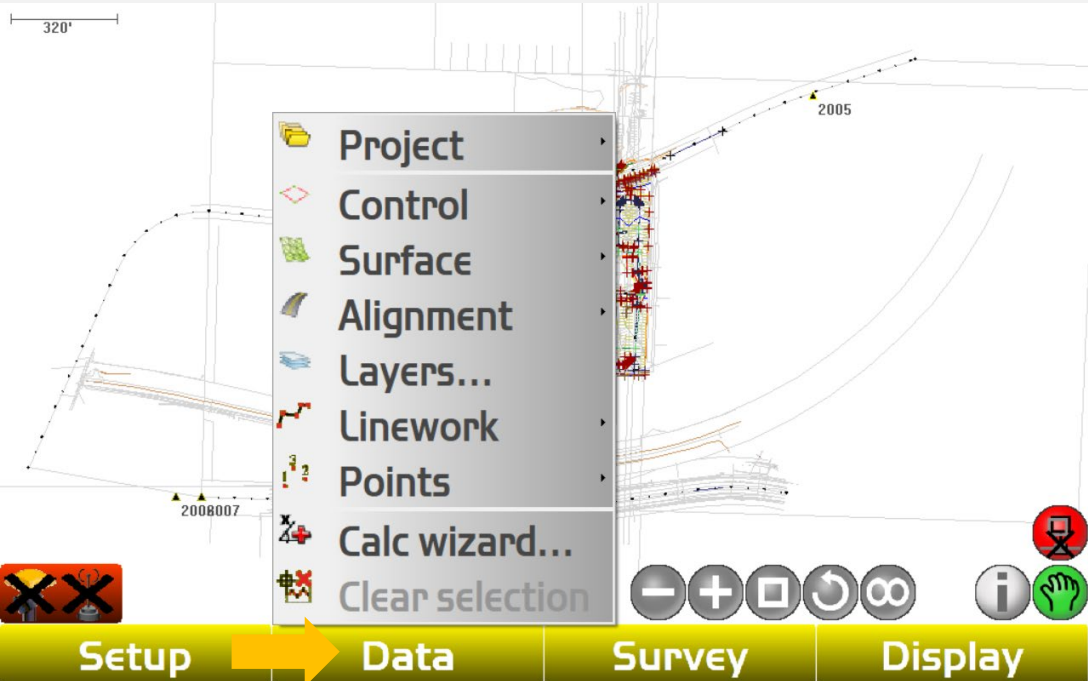 320'
2005
Project
Control
Surface
Alignment
Layers...
Linework
Points
Calc wizard...
Clear selection
2008007
Setup
Data
Survey
Display